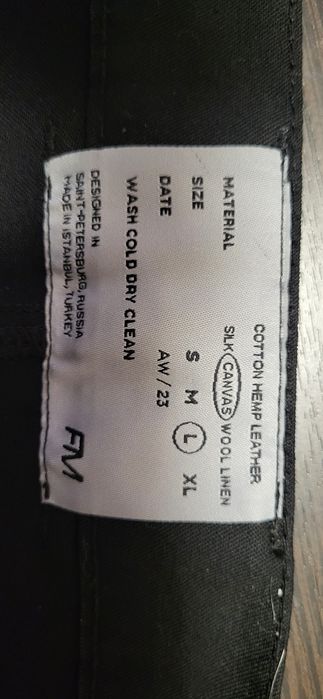 COTTON HEMP LEATHER
MATERIAL SILK CANVAS WOOL LINEN
SIZE S M L XL
DATE AW / 23
WASH COLD DRY CLEAN
DESIGNED IN
SAINT-PETERSBURG, RUSSIA
MADE IN ISTANBUL, TURKEY
FM